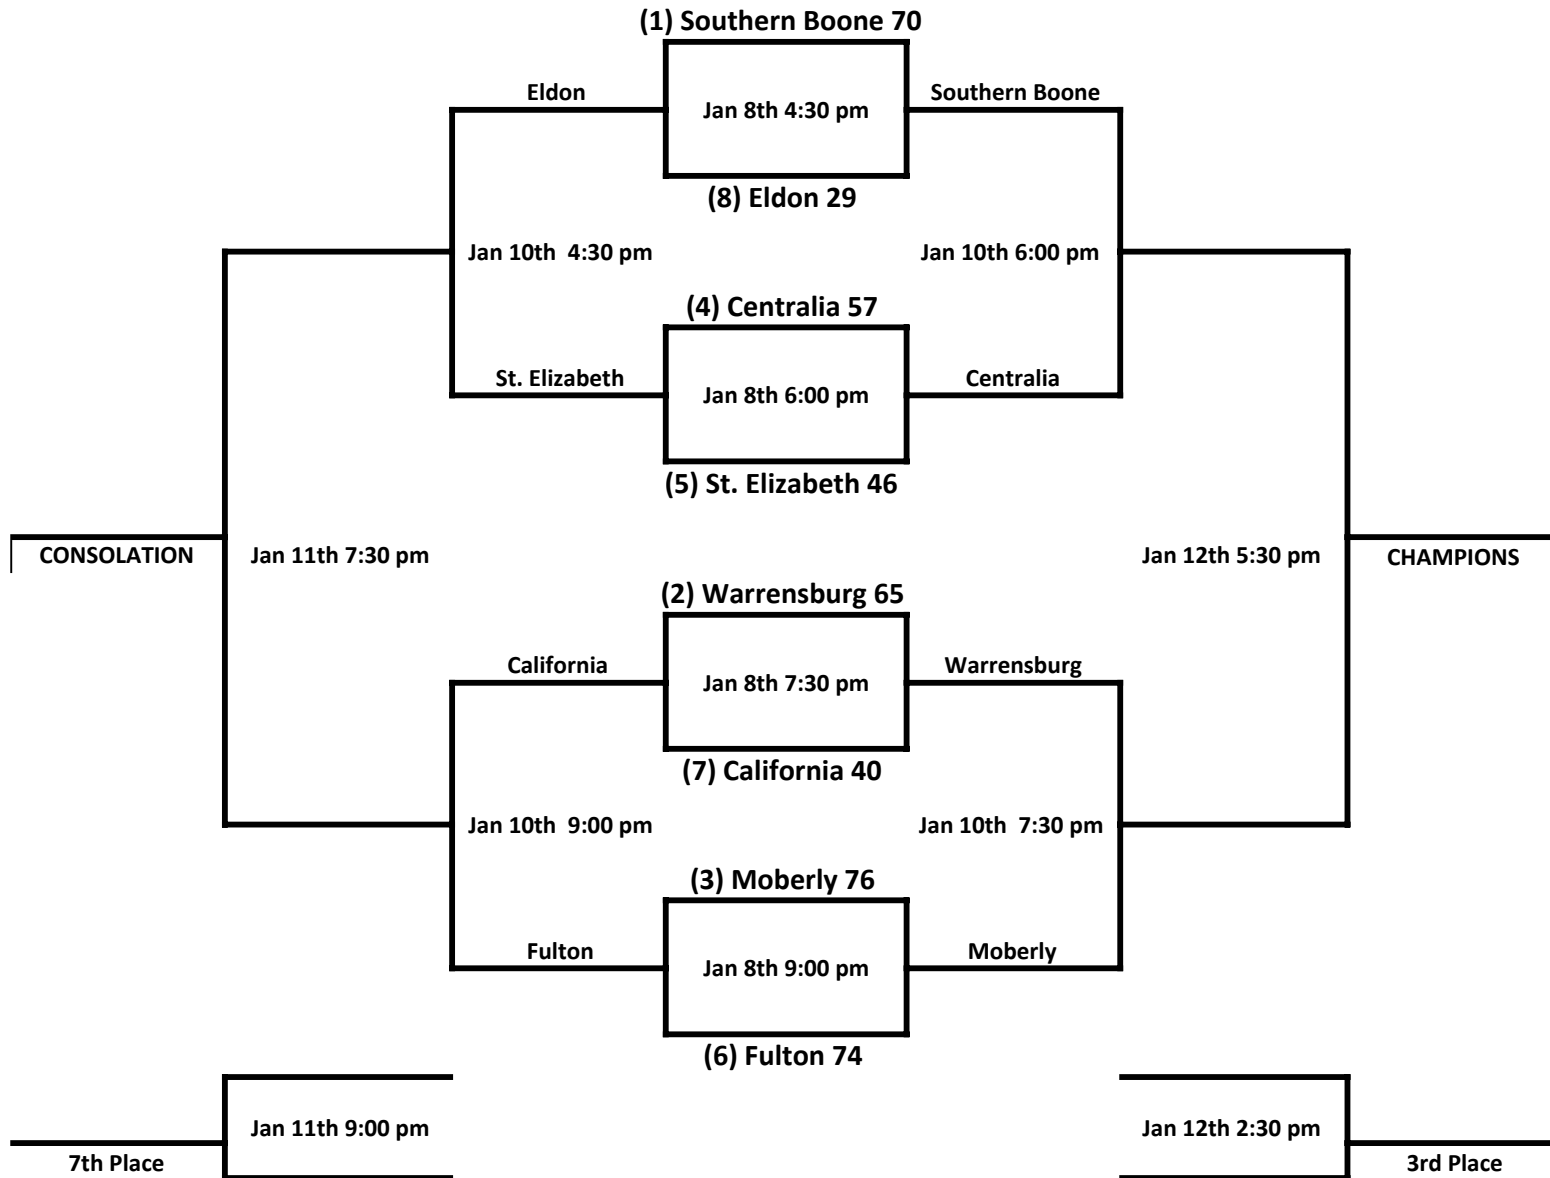 (1) Southern Boone 70
Eldon
Jan 8th 4:30 pm
Southern Boone
(8) Eldon 29
Jan 10th  4:30 pm
Jan 10th 6:00 pm
(4) Centralia 57
St. Elizabeth
Jan 8th 6:00 pm
Centralia
(5) St. Elizabeth 46
CONSOLATION
Jan 11th 7:30 pm
Jan 12th 5:30 pm
CHAMPIONS
(2) Warrensburg 65
California
Jan 8th 7:30 pm
Warrensburg
(7) California 40
Jan 10th  9:00 pm
Jan 10th  7:30 pm
(3) Moberly 76
Fulton
Jan 8th 9:00 pm
Moberly
(6) Fulton 74
Jan 11th 9:00 pm
Jan 12th 2:30 pm
7th Place
3rd Place